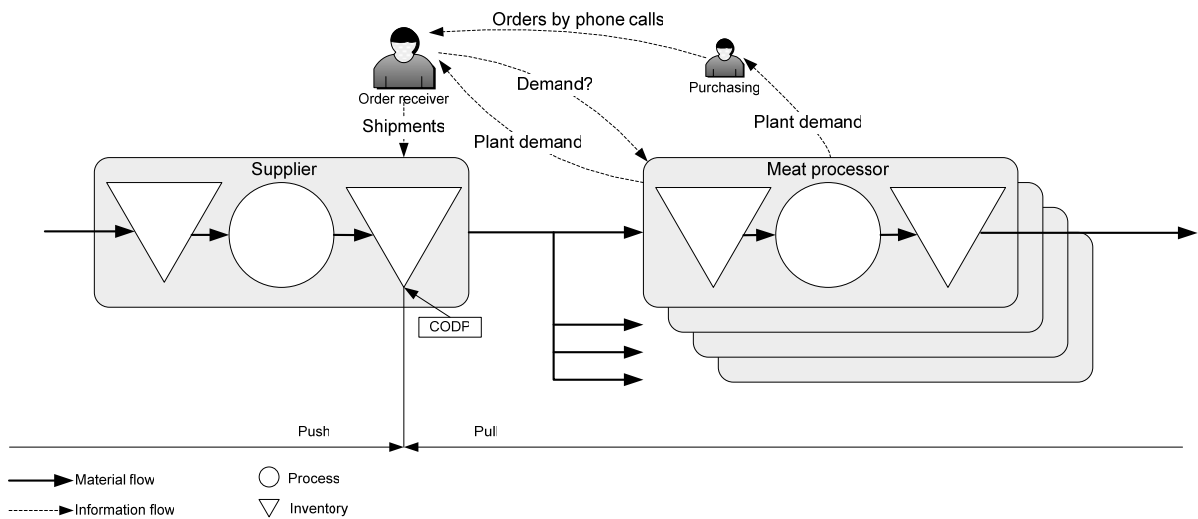 Orders by phone calls
Order receiver
Demand?
Purchasing
Shipments
Plant demand
Plant demand
Supplier
Meat processor
CODP
Push
Pull
Material flow
Process
Information flow
Inventory